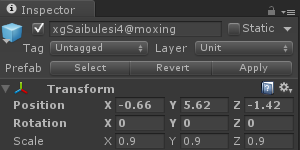 Inspector
xgSaibulesi4@moxing Static
Tag Untagged Layer Unit
Prefab Select Revert Apply
Transform
Position X -0.66 Y 5.62 Z -1.42
Rotation X 0 Y 0 Z 0
Scale X 0.9 Y 0.9 Z 0.9